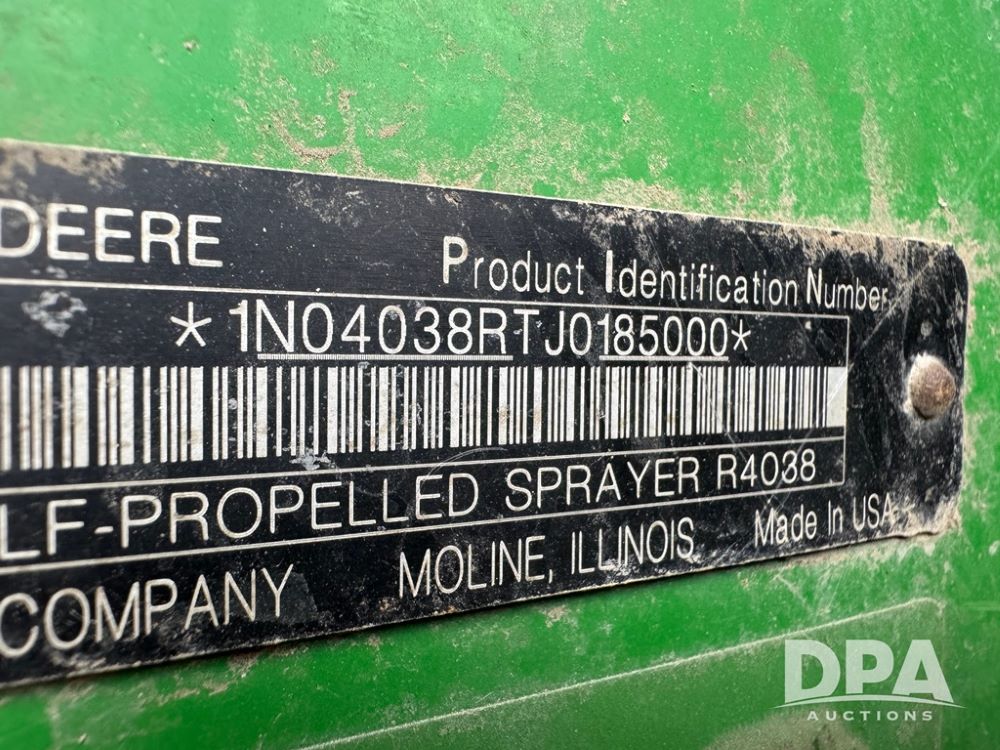 DEERE
Product Identification Number
*1N04038RTJ0185000*
LF-PROPELLED SPRAYER R4038
COMPANY MOLINE, ILLINOIS Made In USA
DPA
AUCTIONS